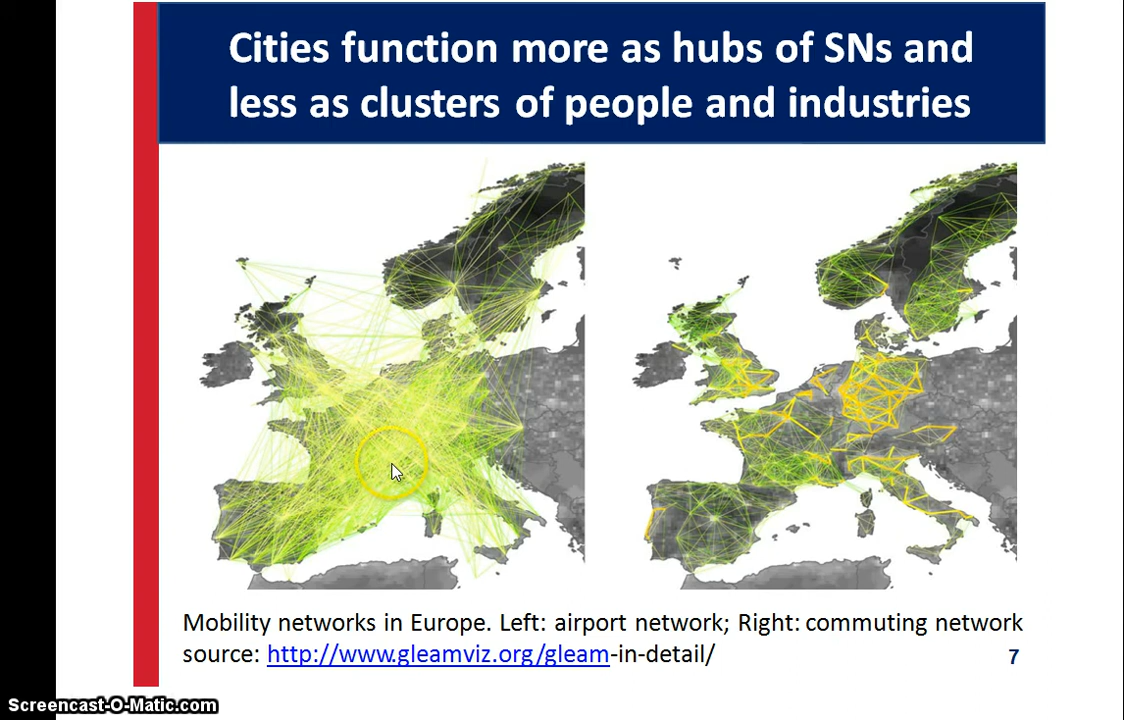 Cities function more as hubs of SNs and
less as clusters of people and industries
Mobility networks in Europe. Left: airport network; Right: commuting network
source: http://www.gleamviz.org/gleam-in-detail/
7
Screencast-O-Matic.com